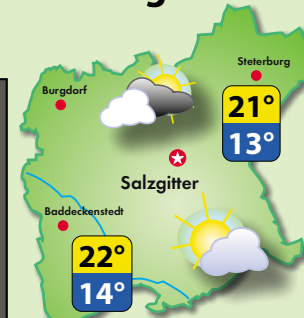 g
Steterburg
Burgdorf
21°
13°
Salzgitter
Baddeckenstedt
22°
14°